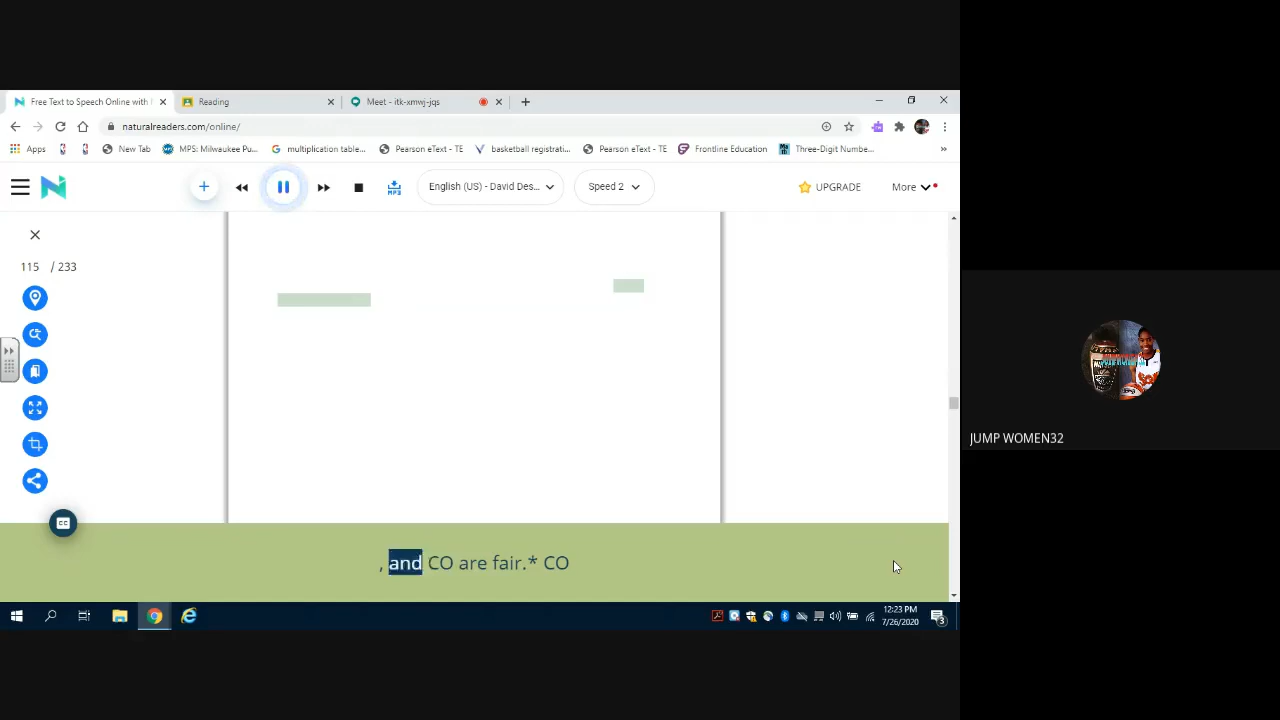 Free Text to Speech Online with
Reading
Meet - itk-xmwj-jqs
naturalreaders.com/online/
Apps
New Tab
MPS: Milwaukee Pu...
multiplication table...
Pearson eText - TE
basketball registrati...
Pearson eText - TE
Frontline Education
Three-Digit Numbe...
»
MP3
English (US) - David Des...
Speed 2
UPGRADE
More
115 / 233
CC
, and CO are fair.* CO
JUMP WOMEN32
12:23 PM
7/26/2020
3